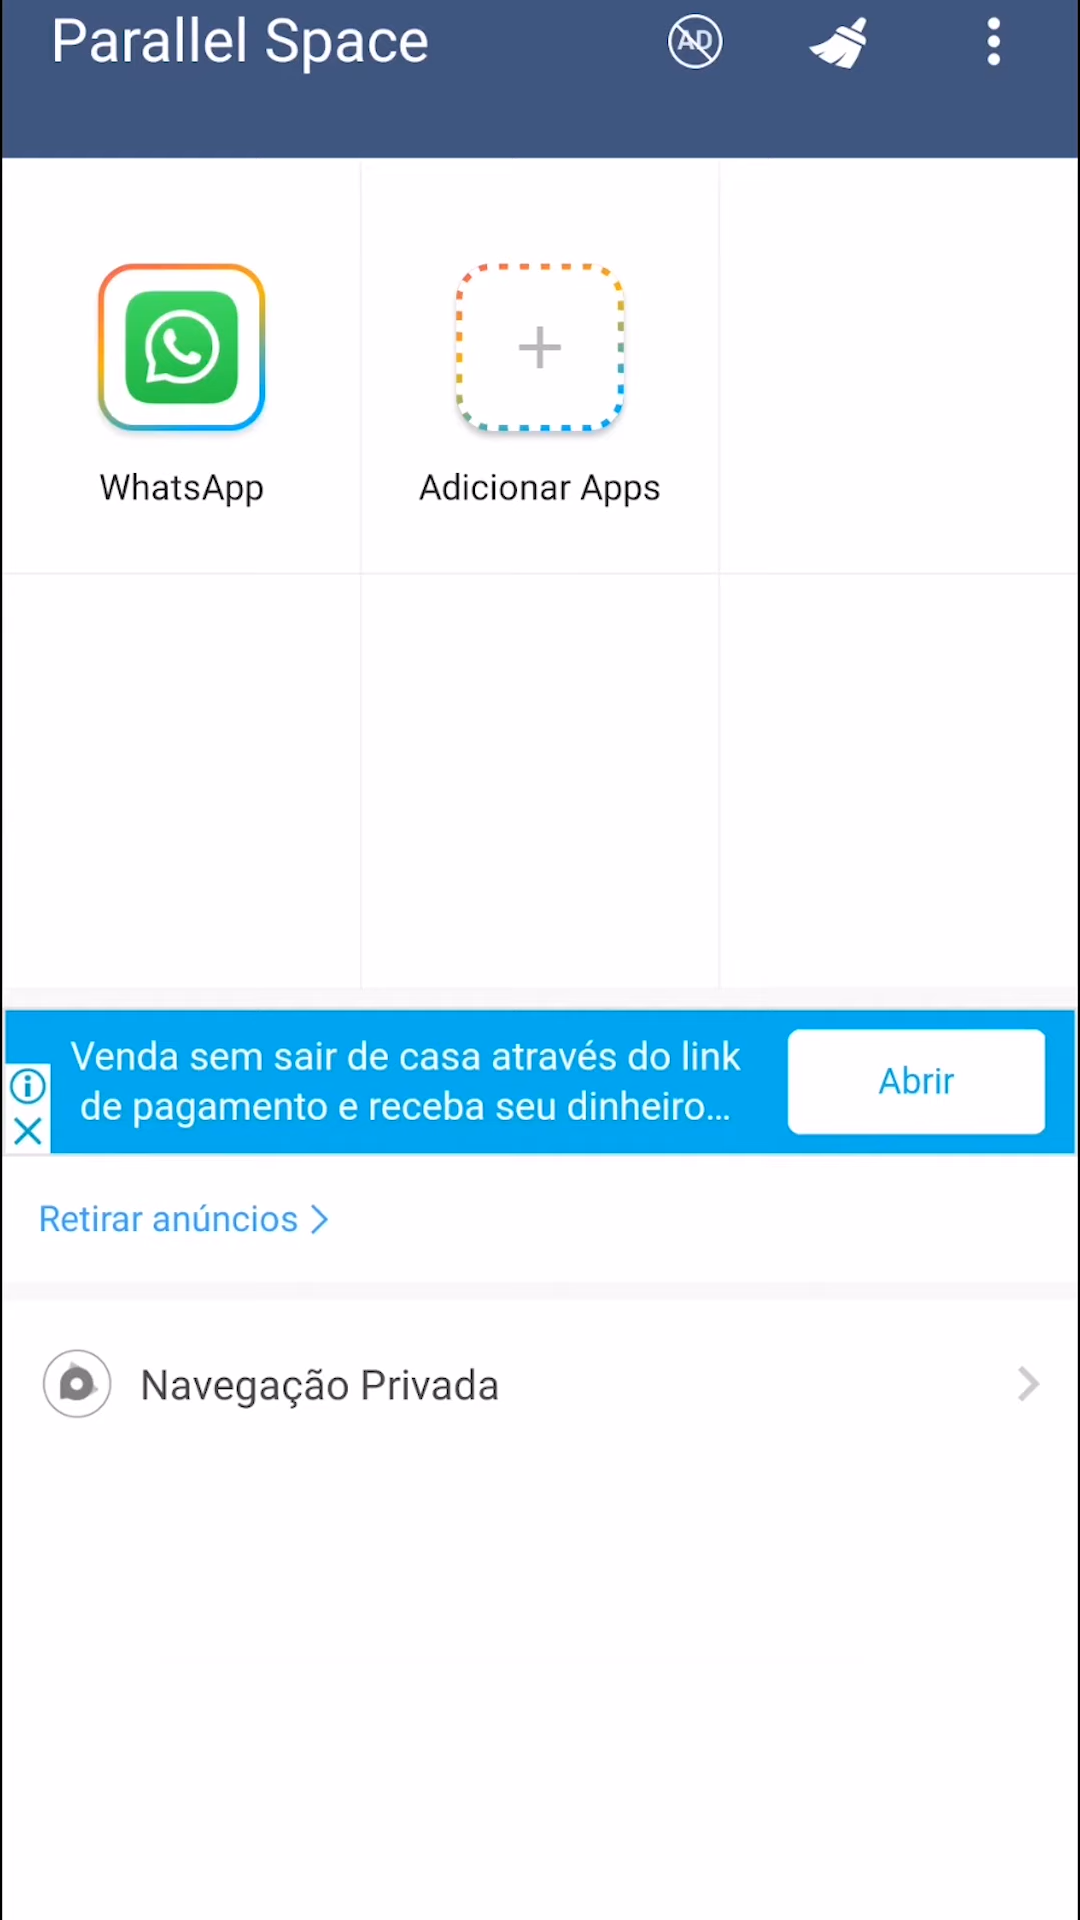 Parallel Space
AD
WhatsApp
Adicionar Apps
Venda sem sair de casa através do link
de pagamento e receba seu dinheiro...
Abrir
Retirar anúncios
Navegação Privada